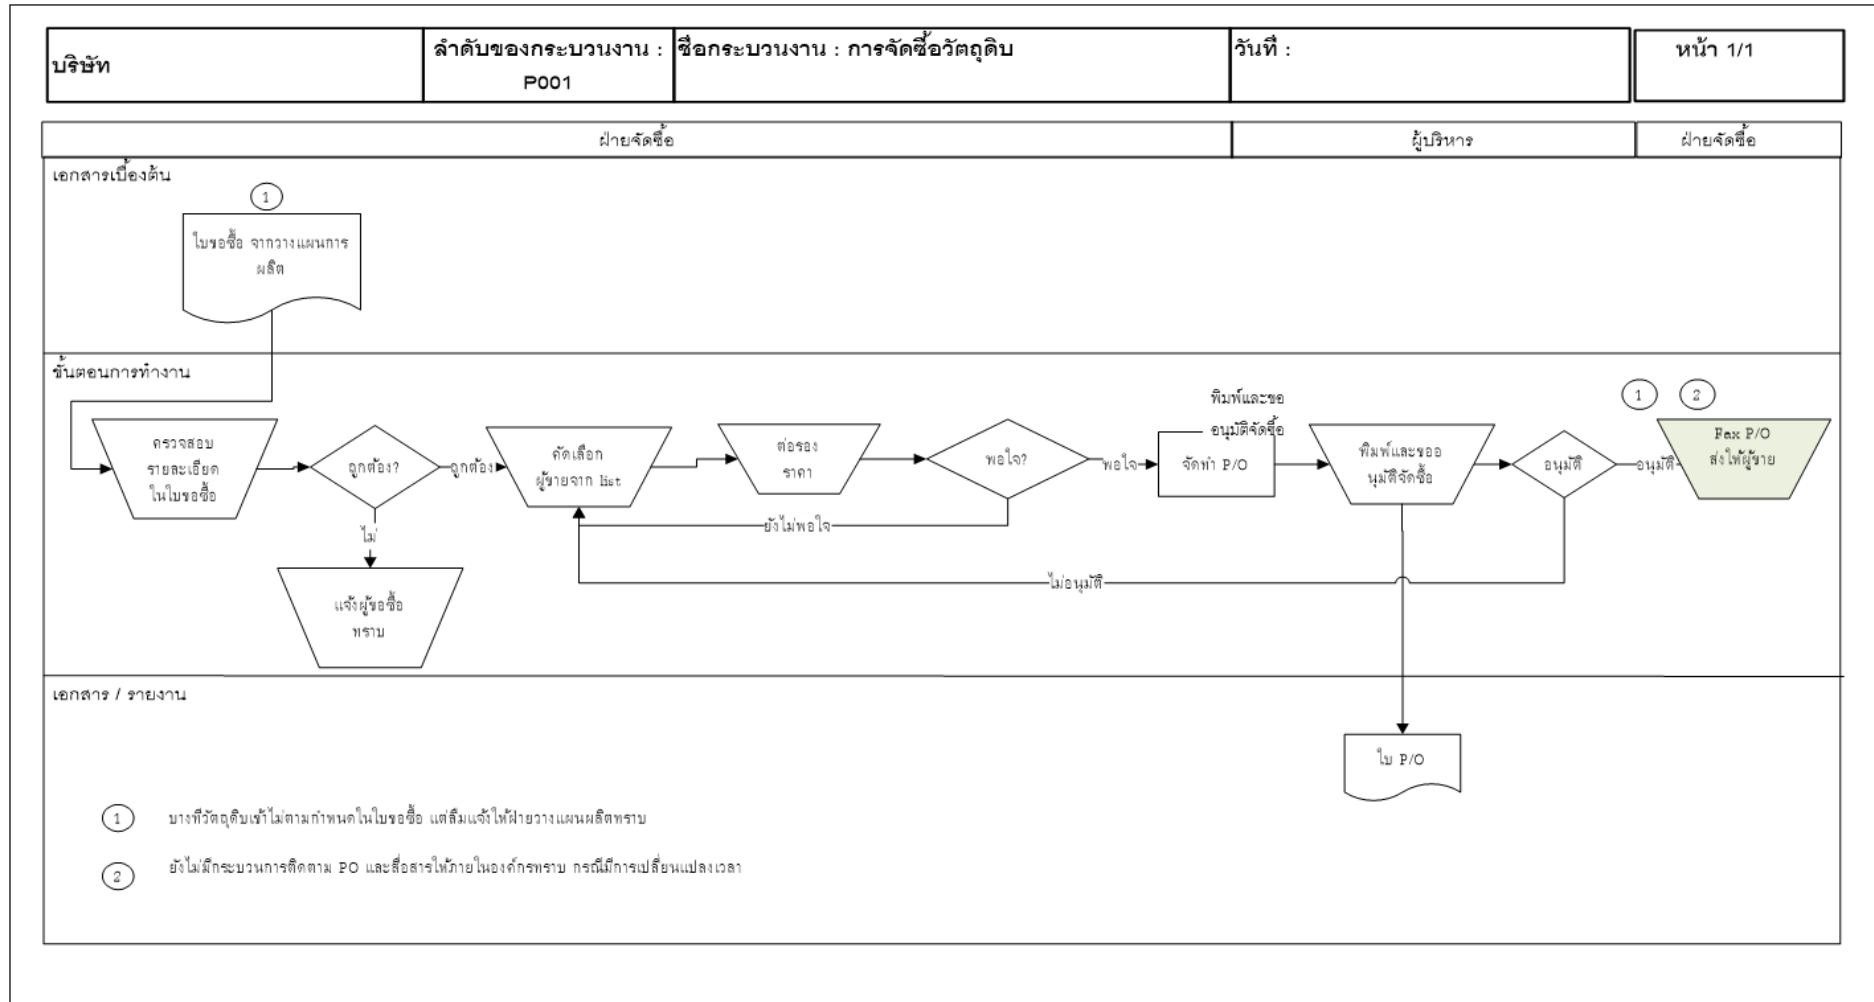 บริษัท
ลำดับของกระบวนงาน :
P001
ชื่อกระบวนงาน : การจัดซื้อวัตถุดิบ
วันที่ :
หน้า 1/1
ฝ่ายจัดซื้อ
ผู้บริหาร
ฝ่ายจัดซื้อ
เอกสารเบื้องต้น
1
ใบขอซื้อ จากวางแผนการ
ผลิต
ขั้นตอนการทำงาน
ตรวจสอบ
รายละเอียด
ในใบขอซื้อ
ถูกต้อง?
ถูกต้อง
ไม่
แจ้งผู้ขอซื้อ
ทราบ
คัดเลือก
ผู้ขายจาก list
ต่อรอง
ราคา
พอใจ?
พอใจ
ยังไม่พอใจ
พิมพ์และขอ
อนุมัติจัดซื้อ
จัดทำ P/O
พิมพ์และขออ
นุมัติจัดซื้อ
อนุมัติ
อนุมัติ
ไม่อนุมัติ
1
2
Fax P/O
ส่งให้ผู้ขาย
เอกสาร / รายงาน
ใบ P/O
1 บางทีวัตถุดิบเข้าไม่ตามกำหนดในใบขอซื้อ แต่ลืมแจ้งให้ฝ่ายวางแผนผลิตทราบ
2 ยังไม่มีกระบวนการติดตาม PO และสื่อสารให้ภายในองค์กรทราบ กรณีมีการเปลี่ยนแปลงเวลา